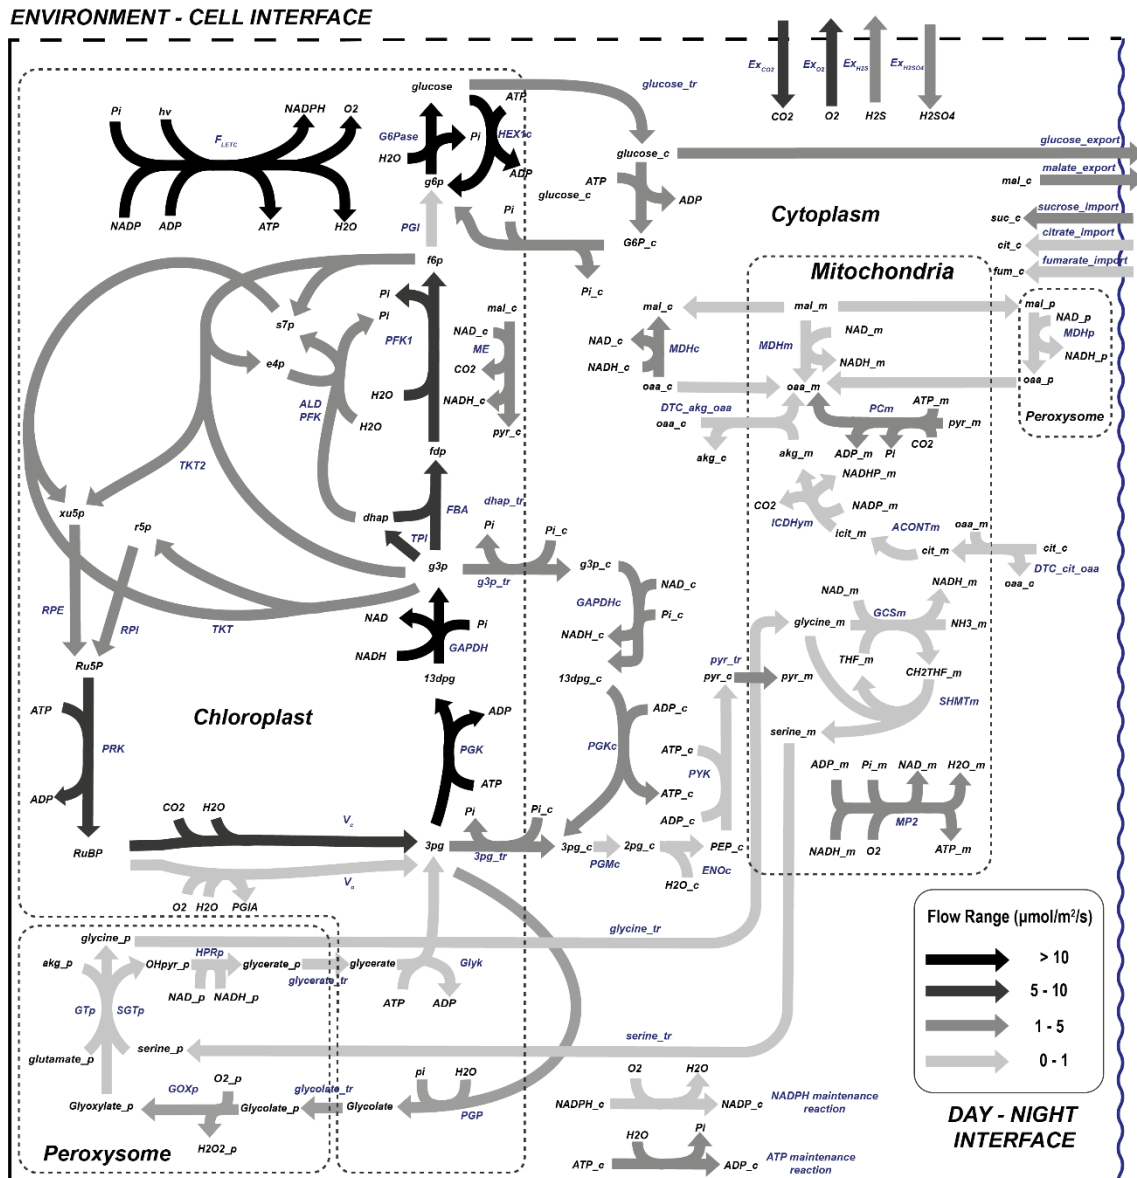 ENVIRONMENT - CELL INTERFACE
Ex_CO2
Ex_O2
Ex_H2S
Ex_H2SO4
CO2
O2
H2S
H2SO4
glucose
ATP
glucose_tr
Pi
hv
NADPH
O2
F_LETC
G6Pase
Pi
HEX1c
H2O
ADP
g6p
NADP
ADP
ATP
H2O
PGI
glucose_c
glucose_export
ATP
glucose_c
ADP
mal_c
malate_export
Pi
Cytoplasm
suc_c
sucrose_import
G6P_c
cit_c
citrate_import
fum_c
fumarate_import
Pi_c
f6p
Mitochondria
Pi
Pi
s7p
PFK1
e4p
mal_c
NAD_c
ME
CO2
NADH_c
pyr_c
mal_c
mal_m
mal_p
NAD_c
MDHc
NADH_c
MDHm
NAD_m
NADH_m
NAD_p
MDHp
NADH_p
oaa_c
oaa_m
oaa_p
Peroxysome
ALD
PFK
H2O
H2O
DTC_akg_oaa
oaa_c
akg_c
akg_m
PCm
ATP_m
pyr_m
ADP_m
Pi
CO2
TKT2
fdp
NADHP_m
CO2
NADP_m
ICDHym
icit_m
ACONTm
oaa_m
cit_m
cit_c
DTC_cit_oaa
oaa_c
xu5p
r5p
dhap
FBA
dhap_tr
TPI
Pi
Pi_c
g3p
g3p_tr
g3p_c
NAD_c
GAPDHc
Pi_c
NADH_c
13dpg_c
RPE
RPI
TKT
NAD
Pi
NADH
GAPDH
13dpg
Ru5P
NAD_m
NADH_m
GCSm
glycine_m
NH3_m
THF_m
CH2THF_m
SHMTm
pyr_tr
pyr_c
pyr_m
serine_m
Chloroplast
ATP
PRK
ADP
RuBP
ADP
PGK
ATP
ADP_c
PGKc
ATP_c
ATP_c
PYK
ADP_c
ADP_m
Pi_m
NAD_m
H2O_m
MP2
NADH_m
O2
ATP_m
CO2
H2O
V_c
Pi
Pi_c
3pg
3pg_tr
3pg_c
PGMc
2pg_c
PEP_c
ENOc
H2O_c
V_o
O2
H2O
PGIA
glycine_p
glycine_tr
akg_p
OHpyr_p
HPRp
glycerate_p
glycerate
glycerate_tr
Glyk
NAD_p
NADH_p
ATP
ADP
GTp
SGTp
glutamate_p
serine_p
serine_tr
GOXp
O2_p
glycolate_tr
Glyoxylate_p
Glycolate_p
Glycolate
H2O2_p
pi
H2O
PGP
Peroxysome
O2
H2O
NADPH_c
NADP_c
NADPH maintenance
reaction
H2O
Pi
ATP_c
ADP_c
ATP maintenance
reaction
Flow Range (µmol/m²/s)
> 10
5 - 10
1 - 5
0 - 1
DAY - NIGHT
INTERFACE